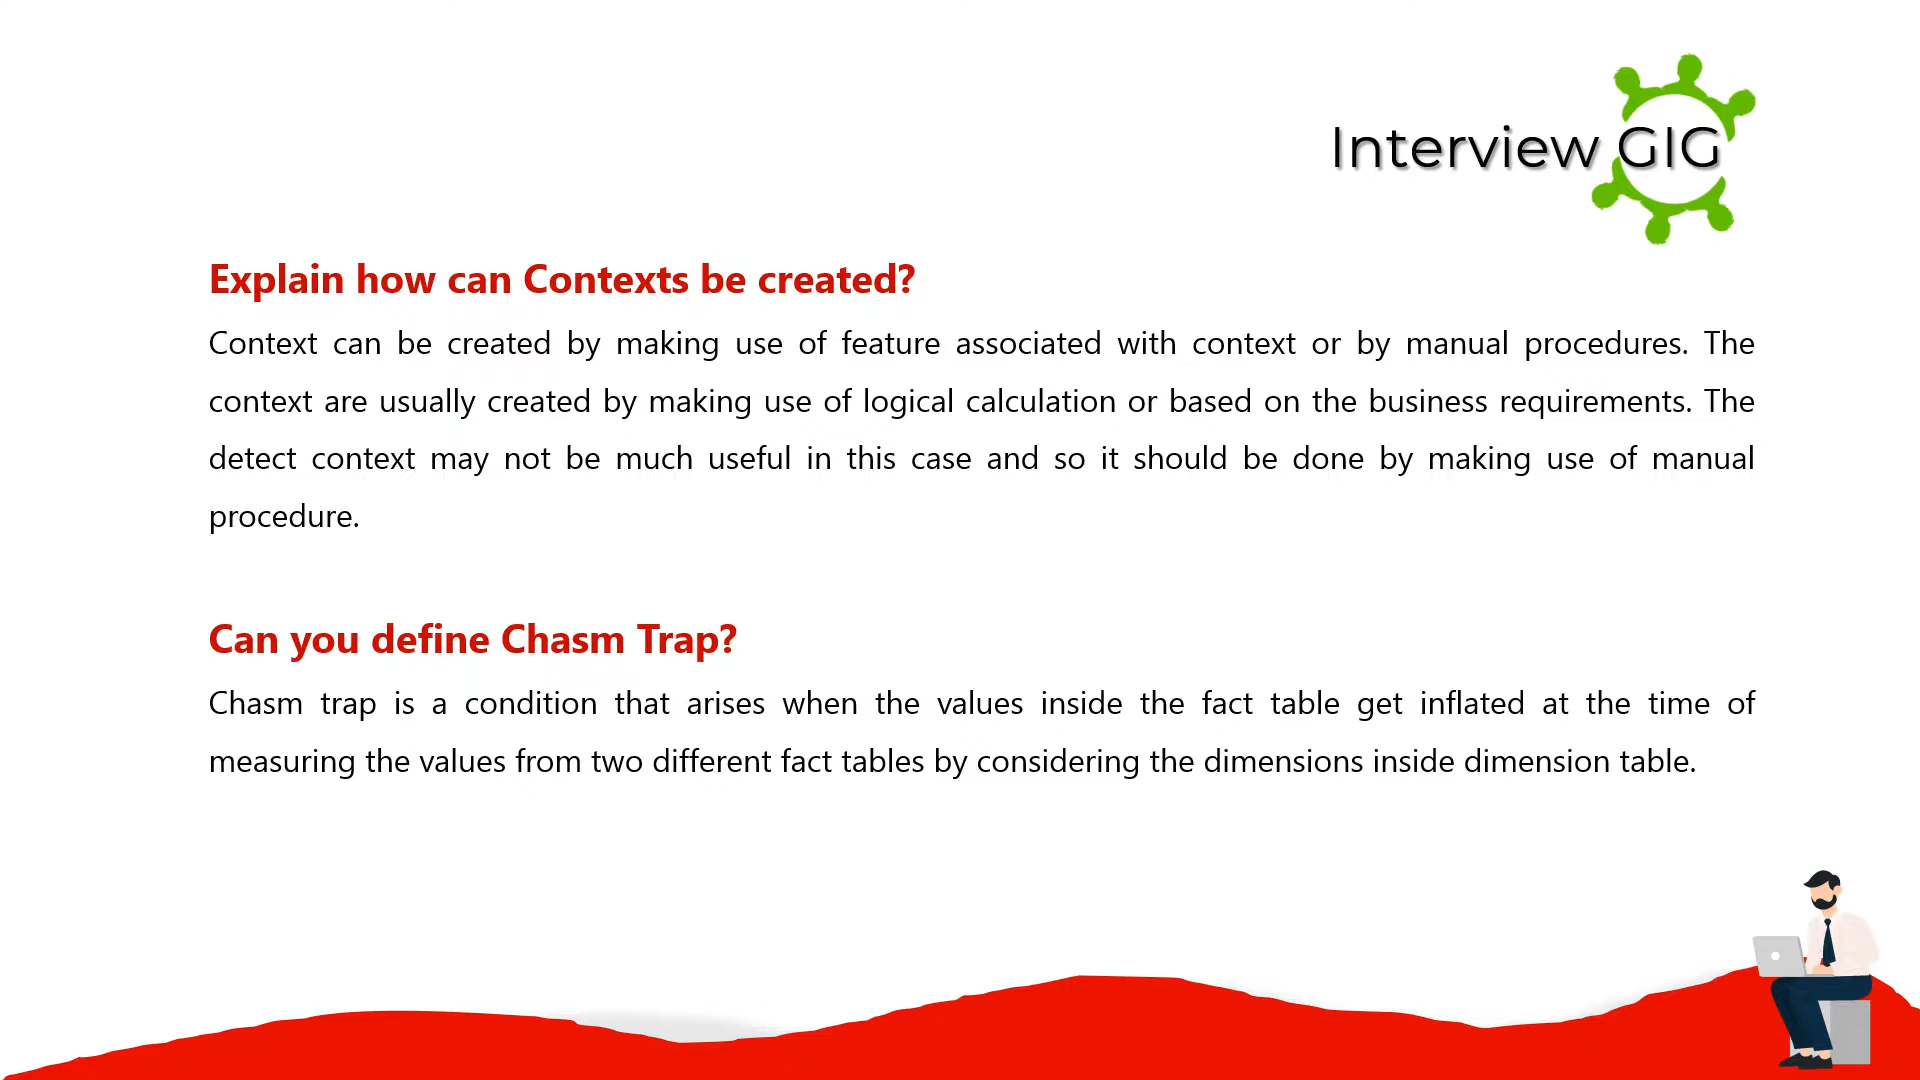 Interview GIG
Explain how can Contexts be created?
Context can be created by making use of feature associated with context or by manual procedures. The
context are usually created by making use of logical calculation or based on the business requirements. The
detect context may not be much useful in this case and so it should be done by making use of manual
procedure.
Can you define Chasm Trap?
Chasm trap is a condition that arises when the values inside the fact table get inflated at the time of
measuring the values from two different fact tables by considering the dimensions inside dimension table.